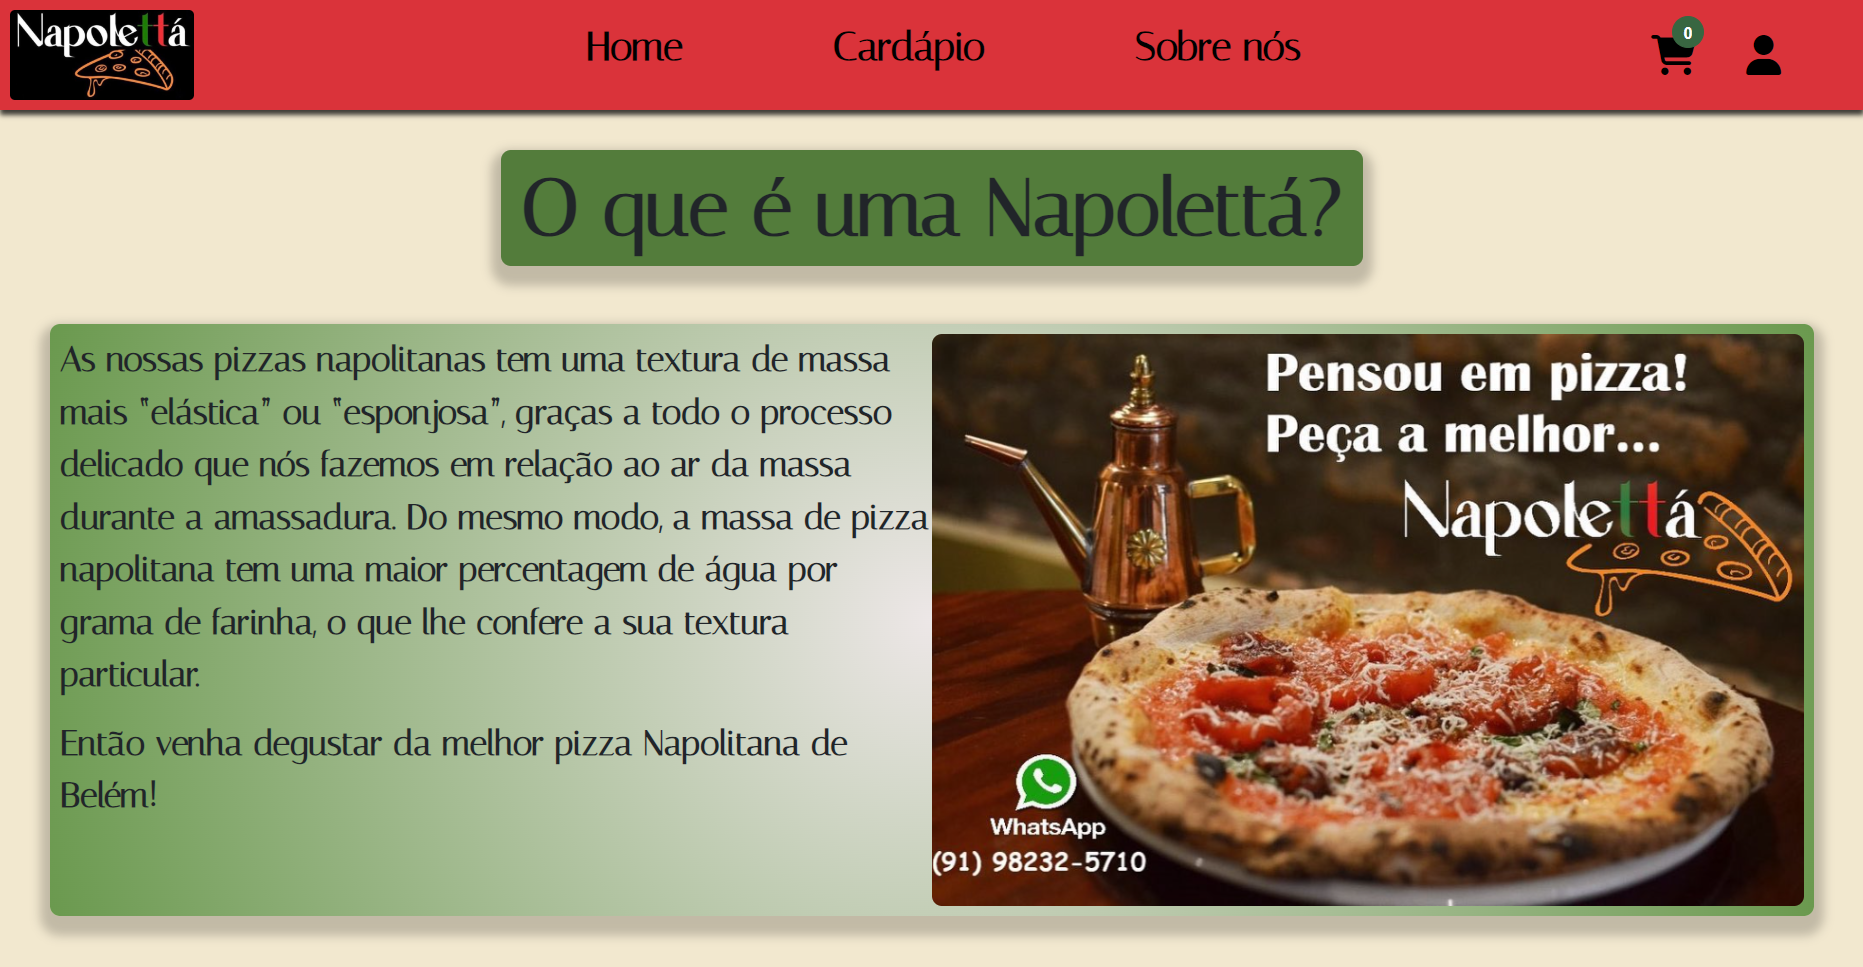 Napolettá
Home
Cardápio
Sobre nós
0
O que é uma Napolettá?
As nossas pizzas napolitanas tem uma textura de massa
mais “elástica” ou “esponjosa”, graças a todo o processo
delicado que nós fazemos em relação ao ar da massa
durante a amassadura. Do mesmo modo, a massa de pizza
napolitana tem uma maior percentagem de água por
grama de farinha, o que lhe confere a sua textura
particular.
Então venha degustar da melhor pizza Napolitana de
Belém!
Pensou em pizza!
Peça a melhor...
Napolettá
WhatsApp
(91) 98232-5710